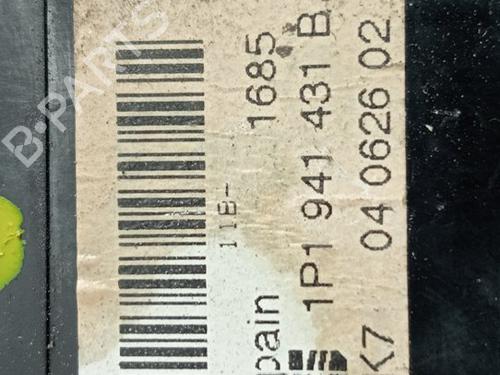 B-PARTS
11B-
pain 1685
1P1 941 431 B
K7 04 0626 02